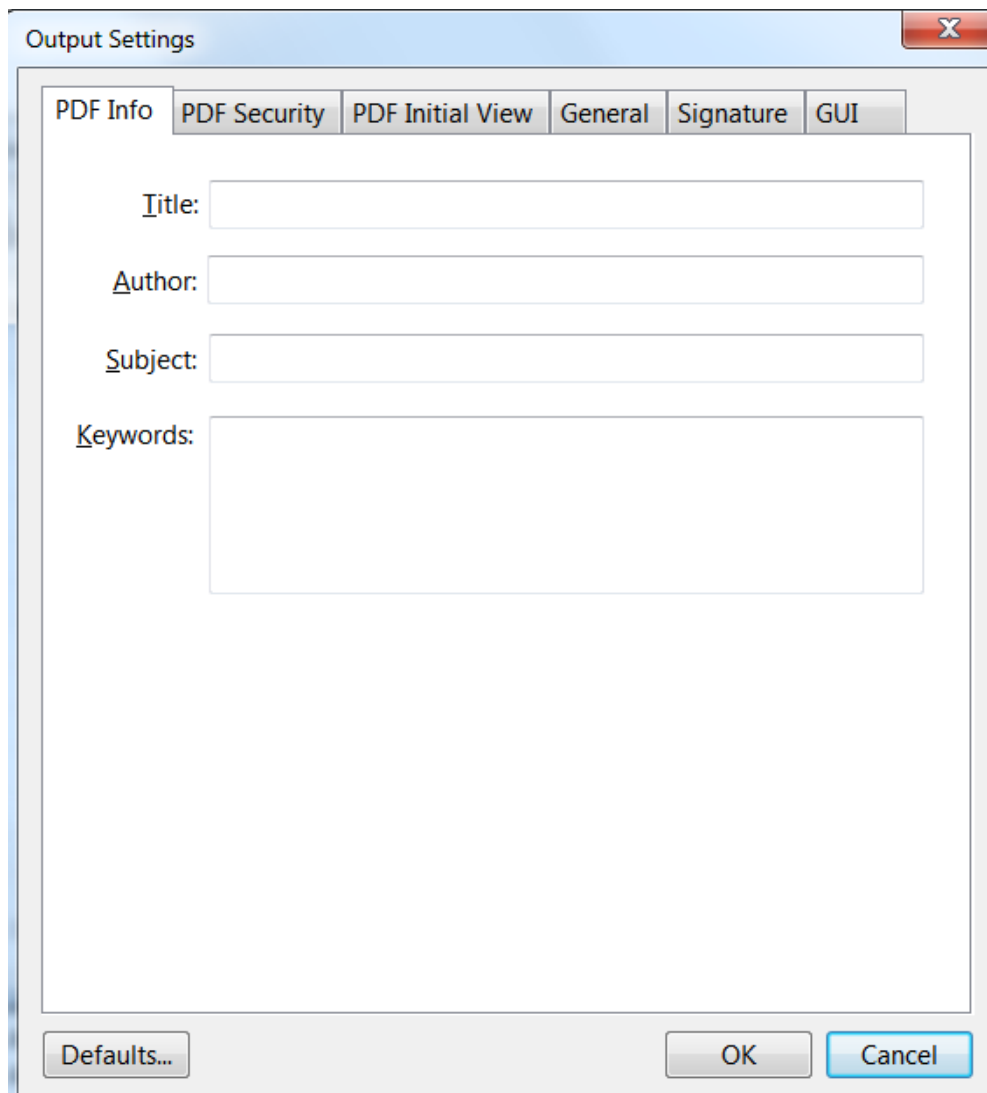 Output Settings
PDF Info PDF Security PDF Initial View General Signature GUI
Title:
Author:
Subject:
Keywords:
Defaults... OK Cancel